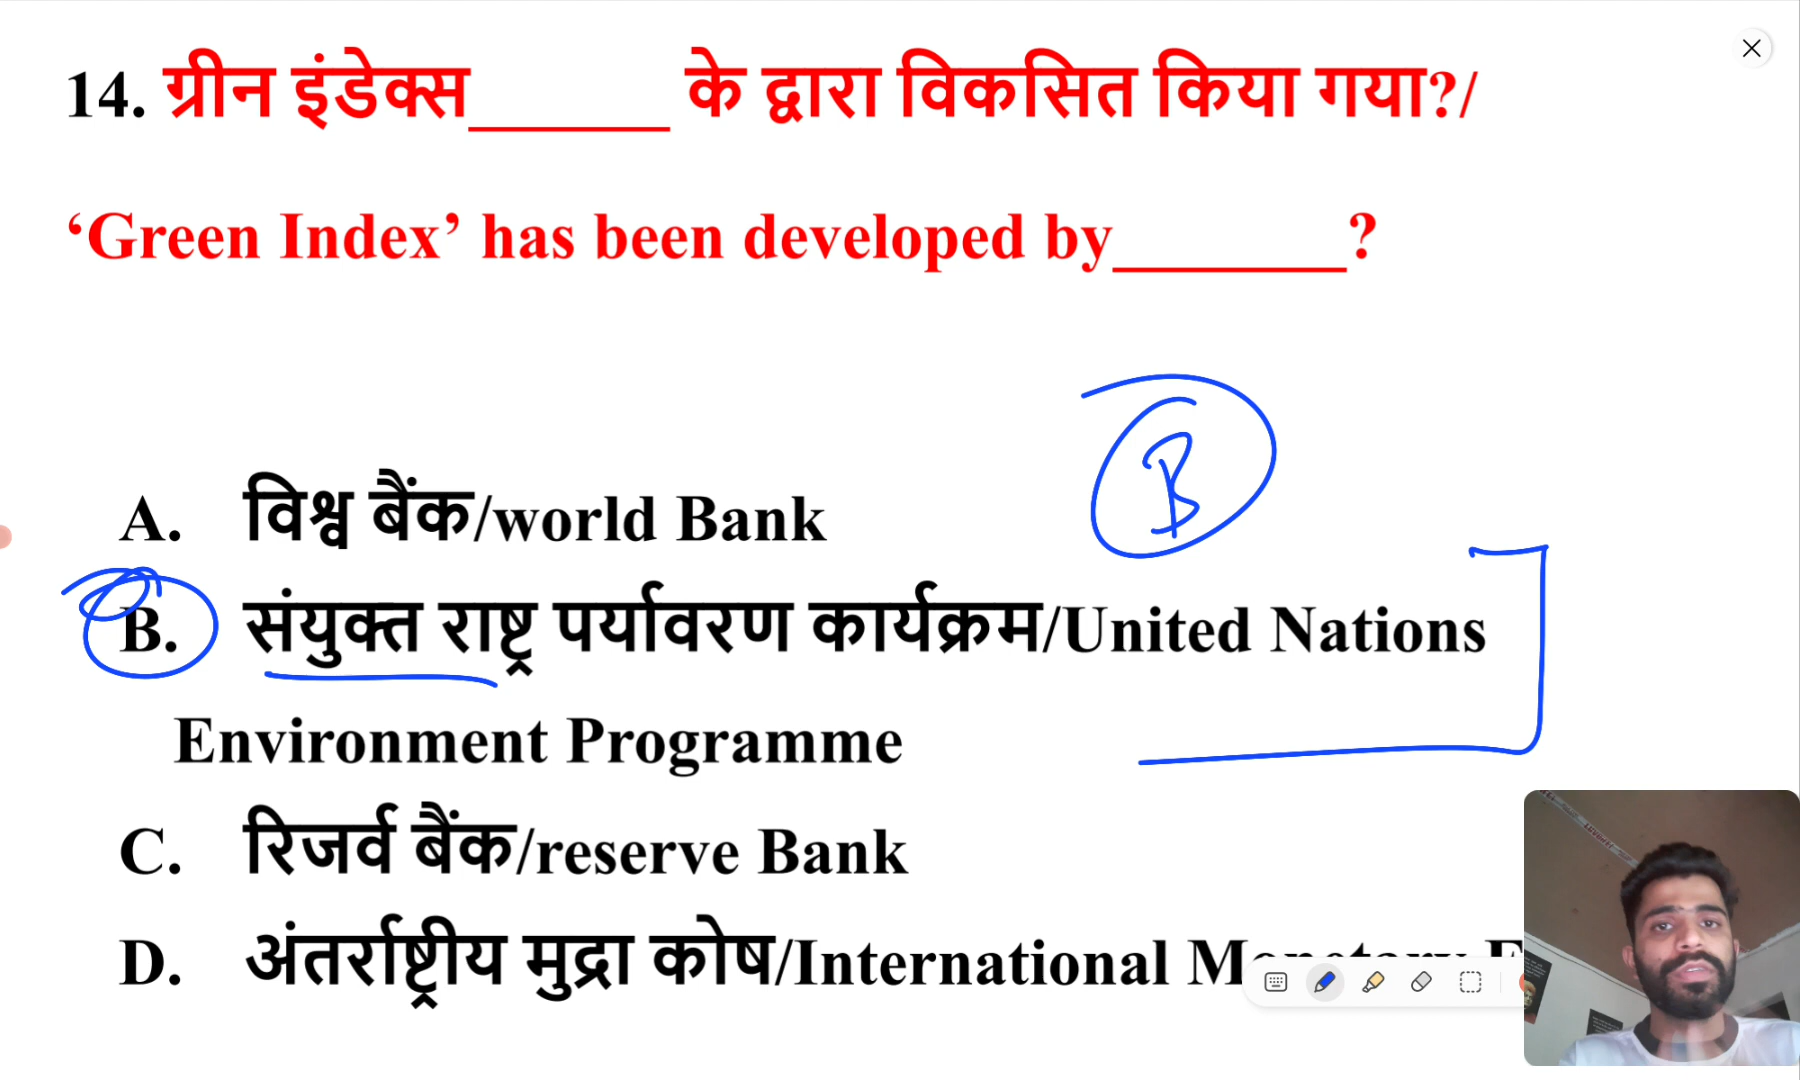 14. ग्रीन इंडेक्स______ के द्वारा विकसित किया गया?/
‘Green Index’ has been developed by_______?
B
A. विश्व बैंक/world Bank
B. संयुक्त राष्ट्र पर्यावरण कार्यक्रम/United Nations
Environment Programme
C. रिजर्व बैंक/reserve Bank
D. अंतर्राष्ट्रीय मुद्रा कोष/International